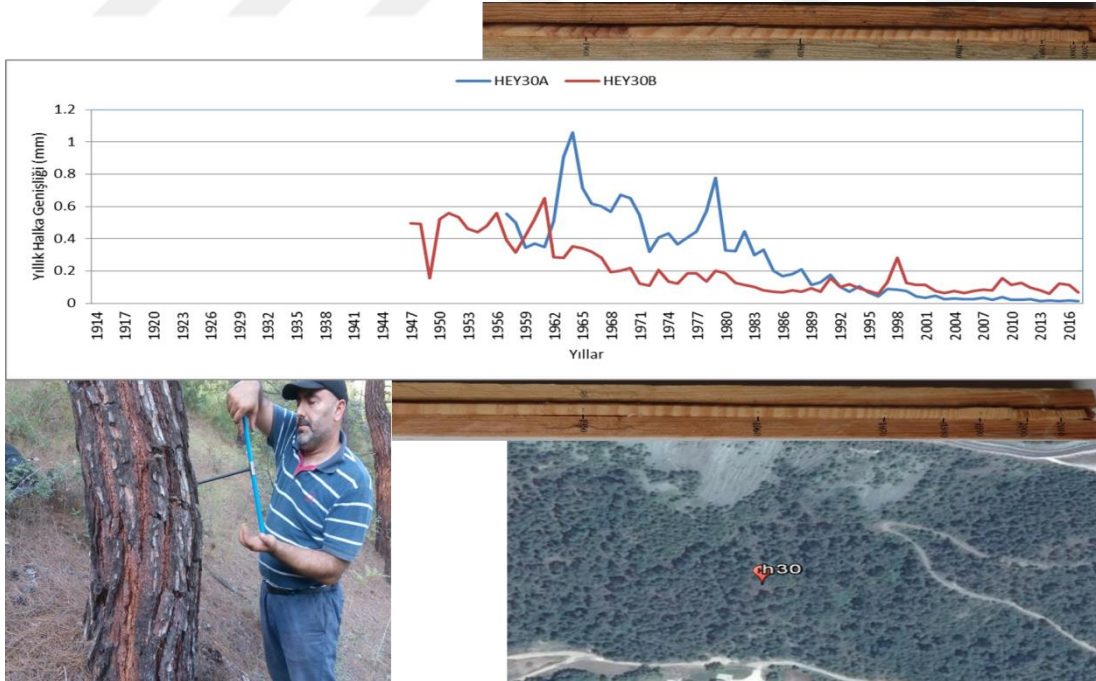 HEY30A HEY30B
Yıllık Halka Genişliği (mm)
1.2
1
0.8
0.6
0.4
0.2
0
1914 1917 1920 1923 1926 1929 1932 1935 1938 1941 1944 1947 1950 1953 1956 1959 1962 1965 1968 1971 1974 1977 1980 1983 1986 1989 1992 1995 1998 2001 2004 2007 2010 2013 2016
Yıllar
h30